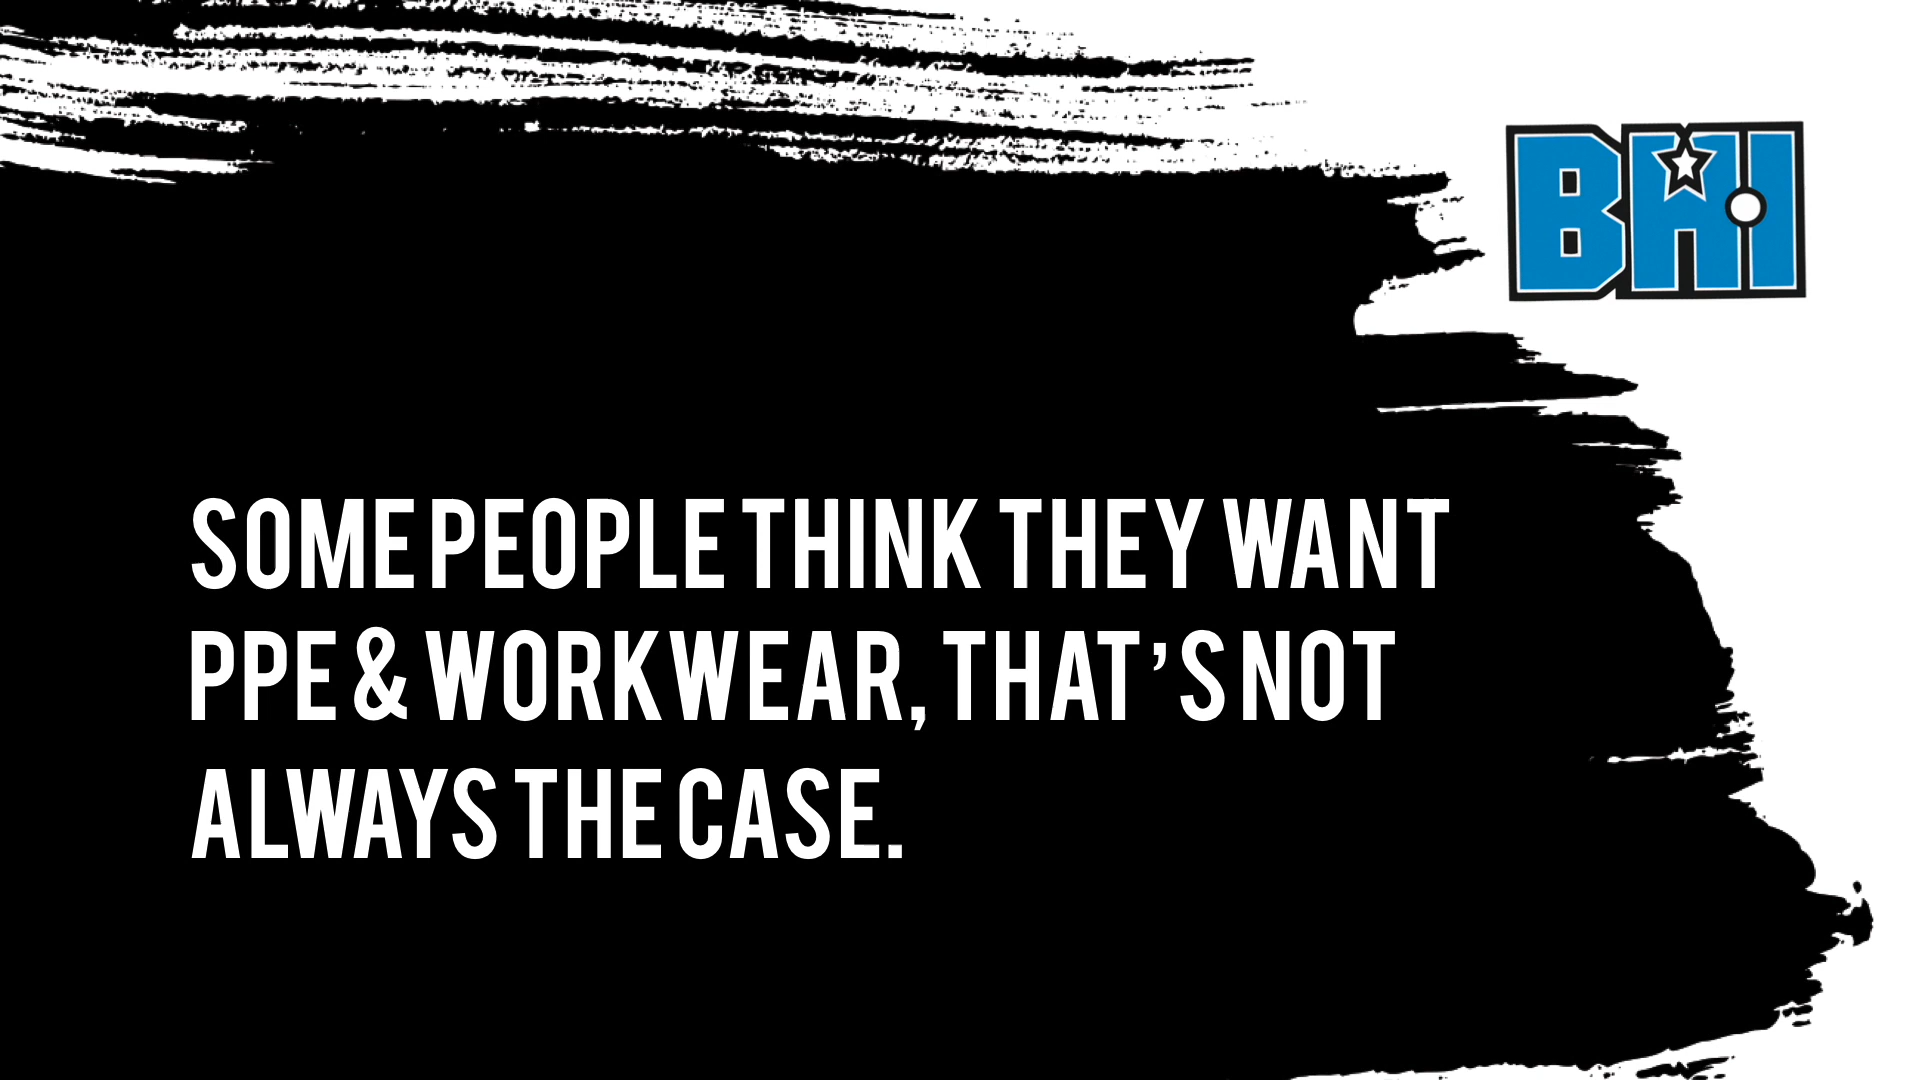 BHI
SOME PEOPLE THINK THEY WANT
PPE & WORKWEAR, THAT'S NOT
ALWAYS THE CASE.